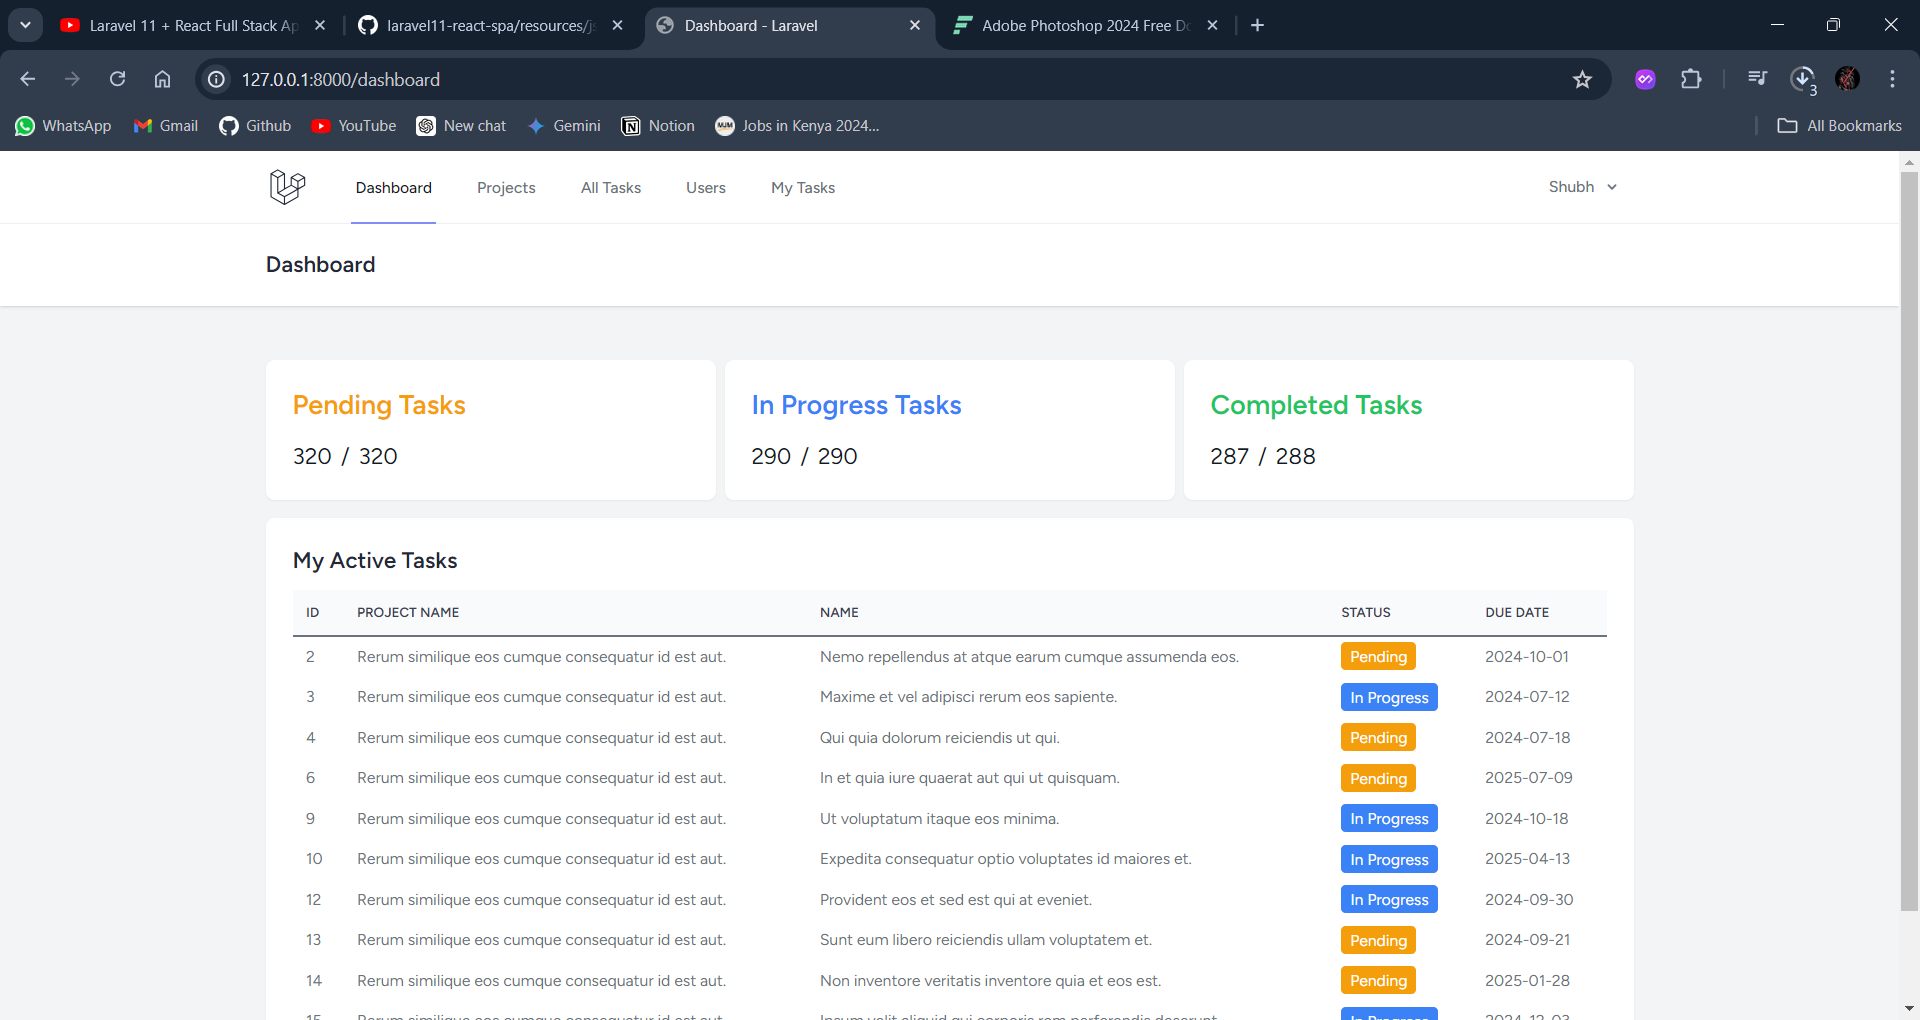 Laravel 11 + React Full Stack Ap
laravel11-react-spa/resources/js
Dashboard - Laravel
Adobe Photoshop 2024 Free Do
127.0.0.1:8000/dashboard
3
WhatsApp Gmail Github YouTube New chat Gemini Notion Jobs in Kenya 2024... All Bookmarks
Dashboard Projects All Tasks Users My Tasks Shubh
Dashboard
Pending Tasks
320 / 320
In Progress Tasks
290 / 290
Completed Tasks
287 / 288
My Active Tasks
ID PROJECT NAME NAME STATUS DUE DATE
2 Rerum similique eos cumque consequatur id est aut. Nemo repellendus at atque earum cumque assumenda eos. Pending 2024-10-01
3 Rerum similique eos cumque consequatur id est aut. Maxime et vel adipisci rerum eos sapiente. In Progress 2024-07-12
4 Rerum similique eos cumque consequatur id est aut. Qui quia dolorum reiciendis ut qui. Pending 2024-07-18
6 Rerum similique eos cumque consequatur id est aut. In et quia iure quaerat aut qui ut quisquam. Pending 2025-07-09
9 Rerum similique eos cumque consequatur id est aut. Ut voluptatum itaque eos minima. In Progress 2024-10-18
10 Rerum similique eos cumque consequatur id est aut. Expedita consequatur optio voluptates id maiores et. In Progress 2025-04-13
12 Rerum similique eos cumque consequatur id est aut. Provident eos et sed est qui at eveniet. In Progress 2024-09-30
13 Rerum similique eos cumque consequatur id est aut. Sunt eum libero reiciendis ullam voluptatem et. Pending 2024-09-21
14 Rerum similique eos cumque consequatur id est aut. Non inventore veritatis inventore quia et eos est. Pending 2025-01-28
15 Rerum similique eos cumque consequatur id est aut. In Progress